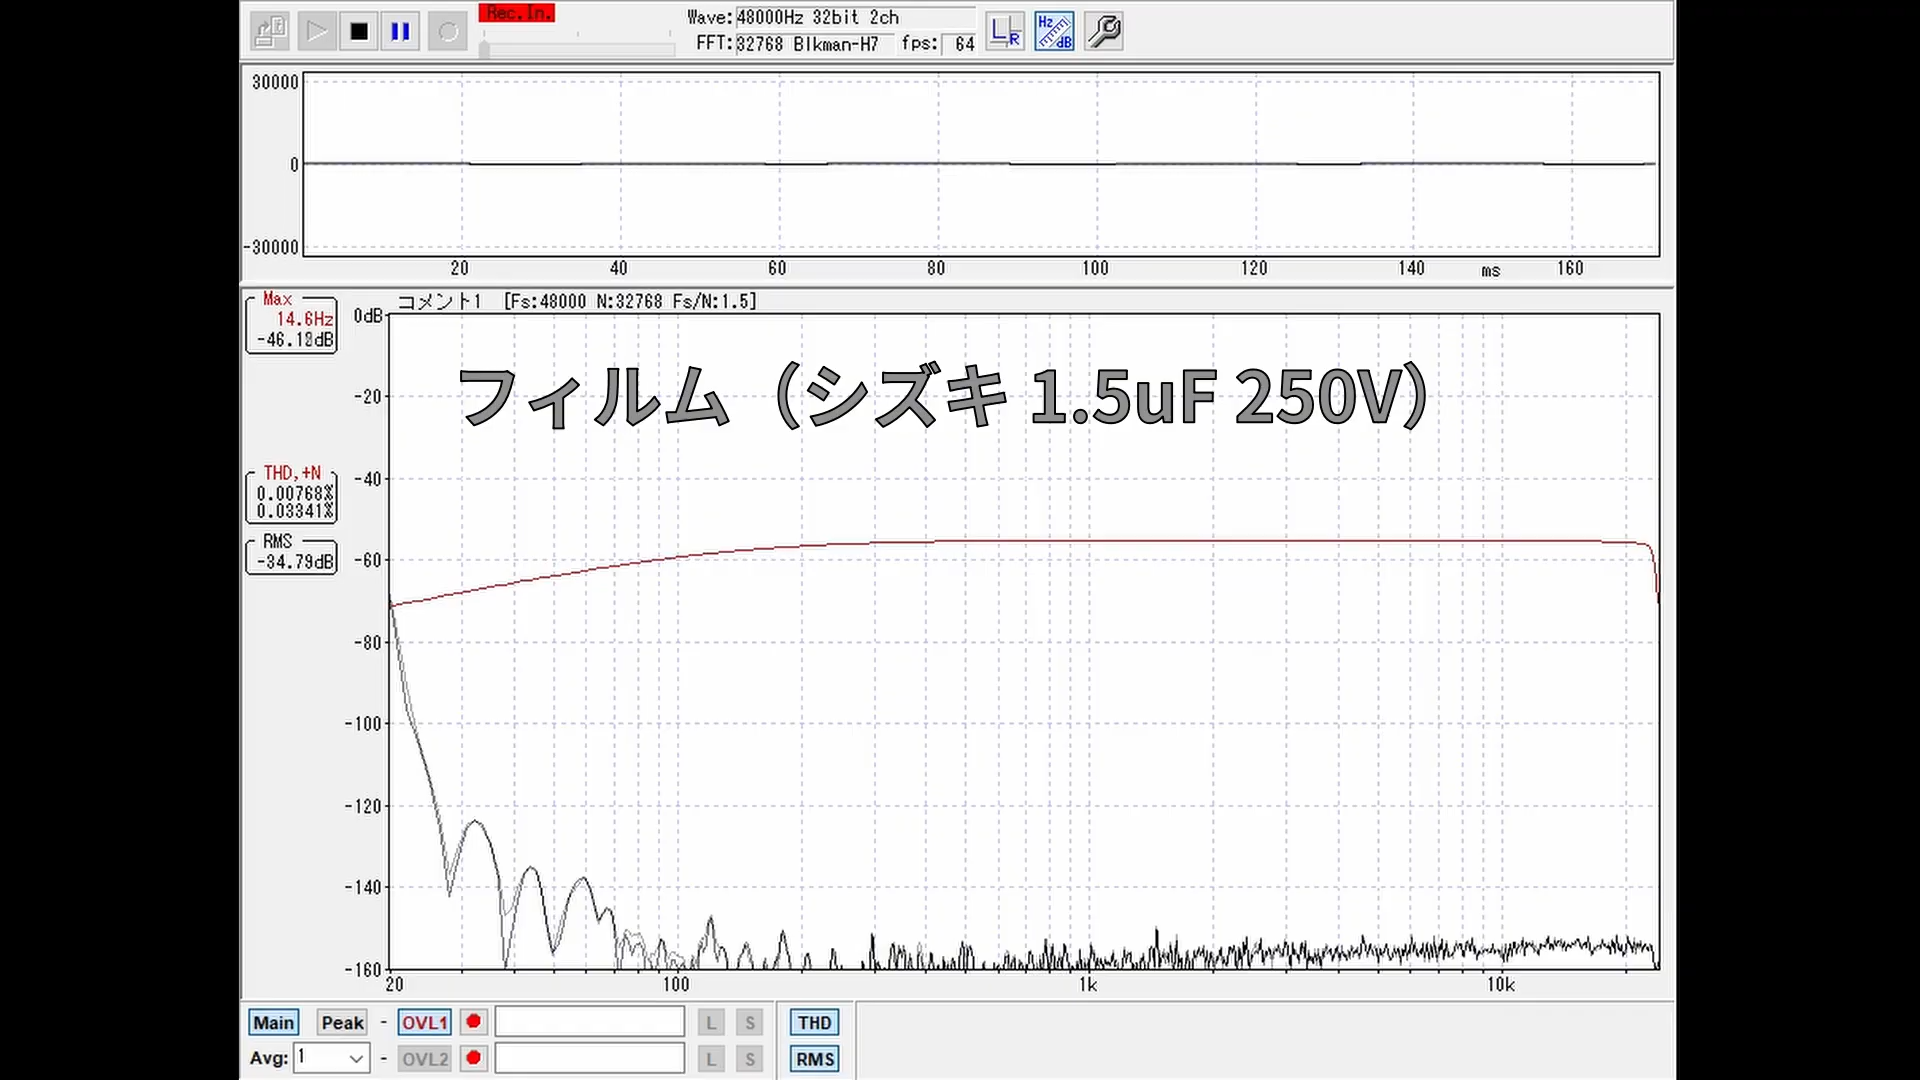 Rec.In.
Wave:48000Hz 32bit 2ch
FFT:32768 Blkman-H7 fps: 64
L R
Hz dB
30000
0
-30000
20 40 60 80 100 120 140 ms 160
Max
14.6Hz
コメント1 [Fs:48000 N:32768 Fs/N:1.5]
0dB
フィルム（シズキ 1.5uF 250V）
-20
-40
THD,+N
0.00768%
0.03341%
RMS
-34.79dB
-60
-80
-100
-120
-140
-160
20 100 1k 10k
Main Peak - OVL1 L S THD
Avg: 1 - OVL2 L S RMS